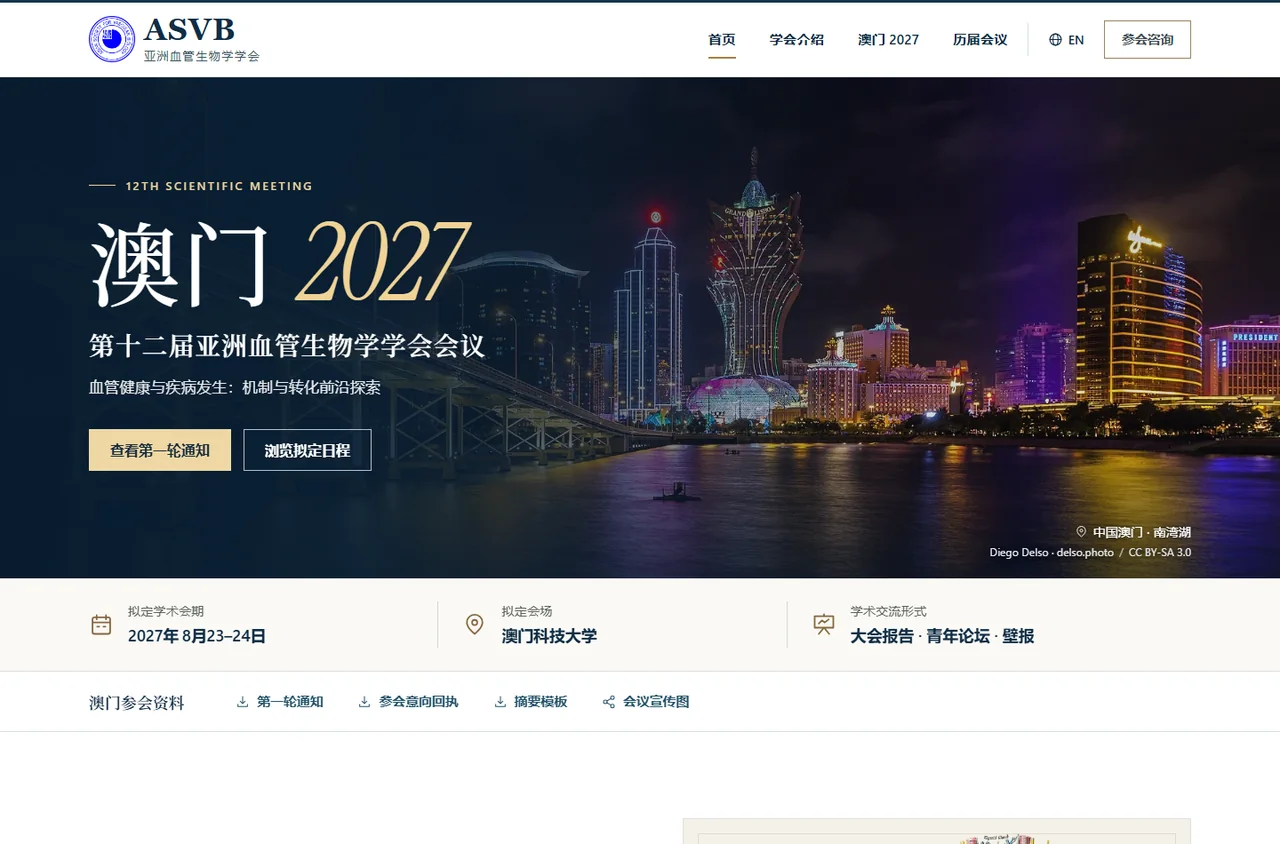 ASVB
亚洲血管生物学学会
首页
学会介绍
澳门 2027
历届会议
EN
参会咨询
12TH SCIENTIFIC MEETING
澳门 2027
第十二届亚洲血管生物学学会会议
血管健康与疾病发生：机制与转化前沿探索
查看第一轮通知
浏览拟定日程
GRAND LISBOA
wynn
PRESIDENT
中国澳门 · 南湾湖
Diego Delso · delso.photo / CC BY-SA 3.0
拟定学术会期
2027年 8月23–24日
拟定会场
澳门科技大学
学术交流形式
大会报告 · 青年论坛 · 壁报
澳门参会资料
第一轮通知
参会意向回执
摘要模板
会议宣传图